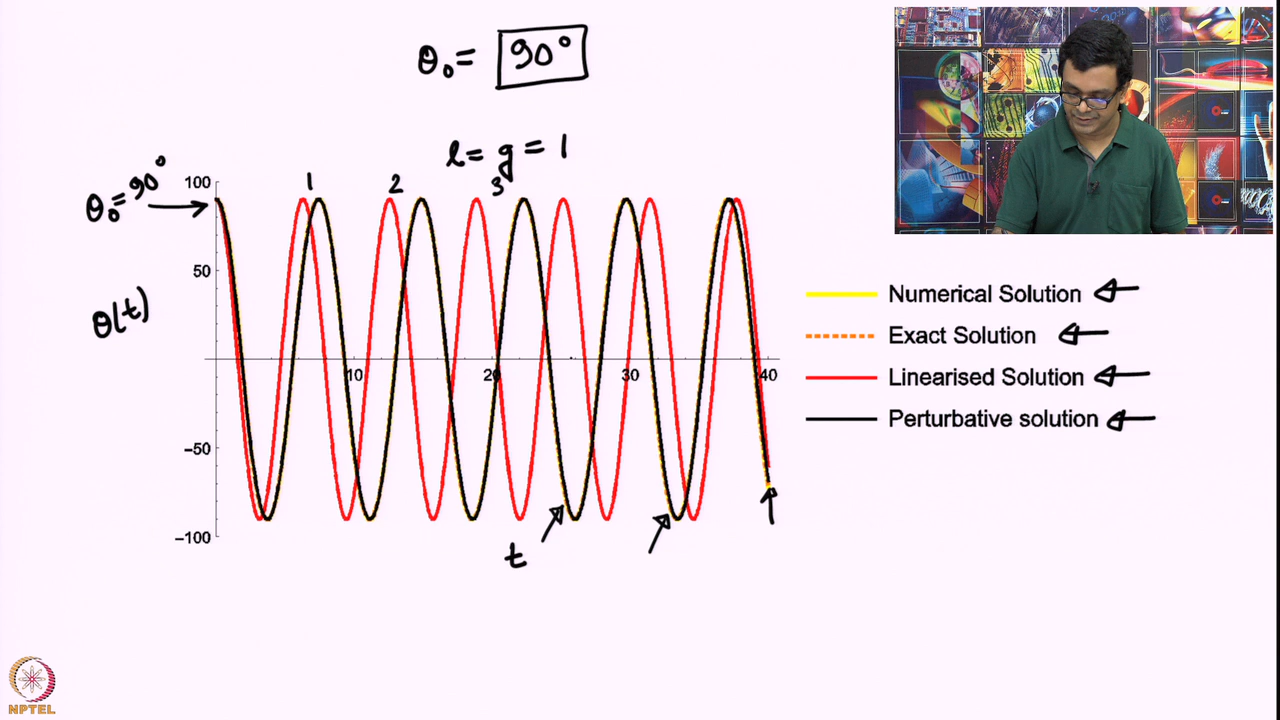 θ₀ = 90°
l = g = 1
θ₀ = 90°
1 2 3
100
50
θ(t)
10 20 30 40
−50
−100
t
Numerical Solution
Exact Solution
Linearised Solution
Perturbative solution
NPTEL